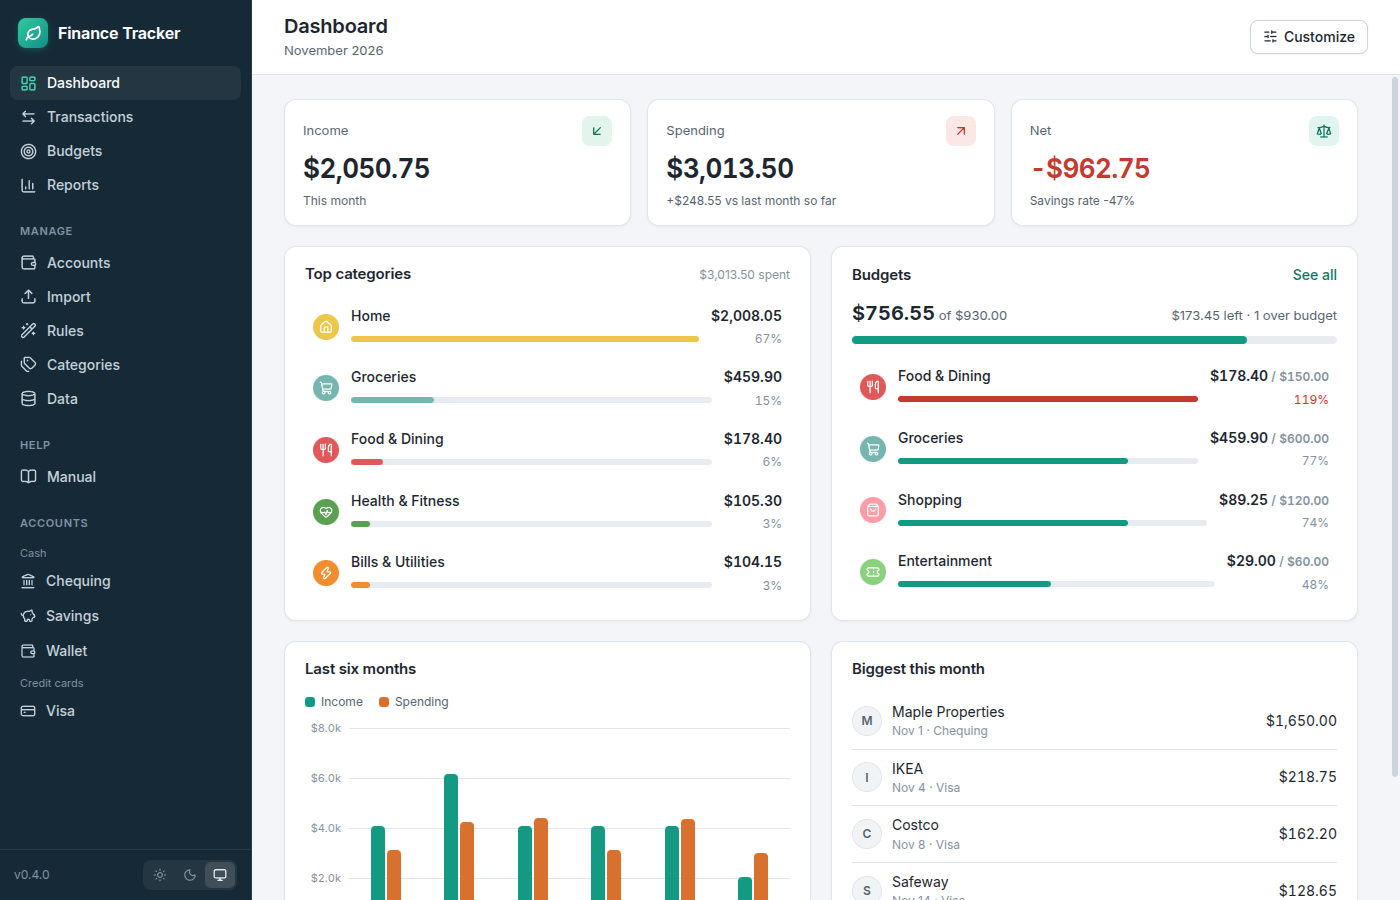 Finance Tracker
Dashboard
Transactions
Budgets
Reports
MANAGE
Accounts
Import
Rules
Categories
Data
HELP
Manual
ACCOUNTS
Cash
Chequing
Savings
Wallet
Credit cards
Visa
v0.4.0
Dashboard
November 2026
Customize
Income
$2,050.75
This month
Spending
$3,013.50
+$248.55 vs last month so far
Net
-$962.75
Savings rate -47%
Top categories
$3,013.50 spent
Home
$2,008.05
67%
Groceries
$459.90
15%
Food & Dining
$178.40
6%
Health & Fitness
$105.30
3%
Bills & Utilities
$104.15
3%
Budgets
See all
$756.55 of $930.00
$173.45 left · 1 over budget
Food & Dining
$178.40 / $150.00
119%
Groceries
$459.90 / $600.00
77%
Shopping
$89.25 / $120.00
74%
Entertainment
$29.00 / $60.00
48%
Last six months
Income
Spending
$8.0k
$6.0k
$4.0k
$2.0k
Biggest this month
M
Maple Properties
Nov 1 · Chequing
$1,650.00
I
IKEA
Nov 4 · Visa
$218.75
C
Costco
Nov 8 · Visa
$162.20
S
Safeway
Nov 14 · Visa
$128.65